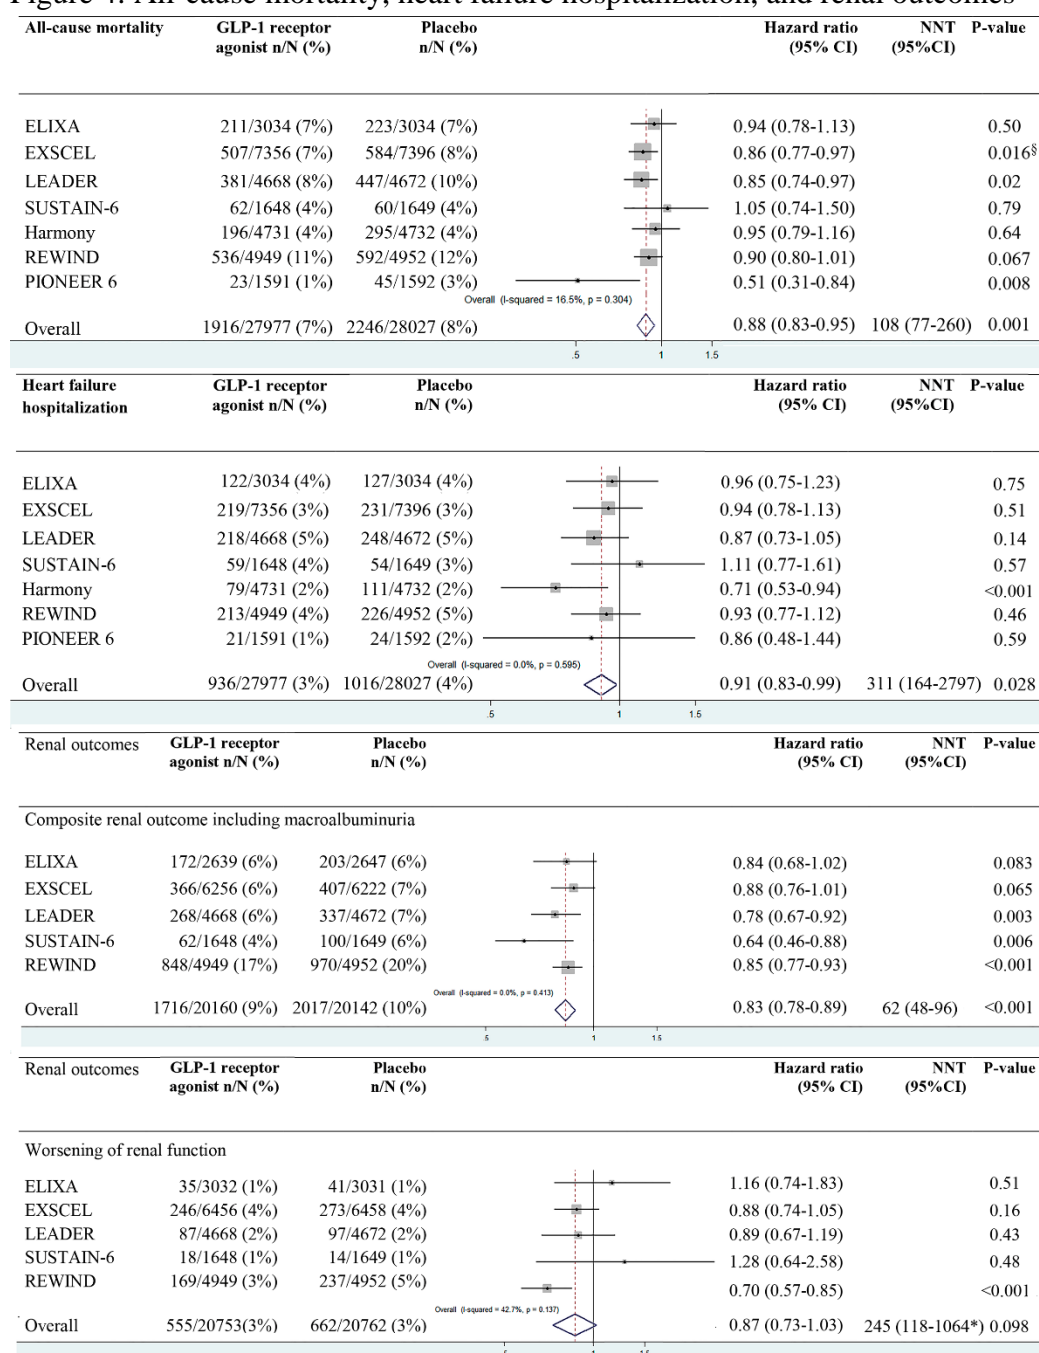 Figure 4: All-cause mortality, heart failure hospitalization, and renal outcomes
All-cause mortality GLP-1 receptor agonist n/N (%) Placebo n/N (%) Hazard ratio (95% CI) NNT (95%CI) P-value
ELIXA 211/3034 (7%) 223/3034 (7%) 0.94 (0.78-1.13) 0.50
EXSCEL 507/7356 (7%) 584/7396 (8%) 0.86 (0.77-0.97) 0.016§
LEADER 381/4668 (8%) 447/4672 (10%) 0.85 (0.74-0.97) 0.02
SUSTAIN-6 62/1648 (4%) 60/1649 (4%) 1.05 (0.74-1.50) 0.79
Harmony 196/4731 (4%) 295/4732 (4%) 0.95 (0.79-1.16) 0.64
REWIND 536/4949 (11%) 592/4952 (12%) 0.90 (0.80-1.01) 0.067
PIONEER 6 23/1591 (1%) 45/1592 (3%) 0.51 (0.31-0.84) 0.008
Overall (I-squared = 16.5%, p = 0.304)
Overall 1916/27977 (7%) 2246/28027 (8%) 0.88 (0.83-0.95) 108 (77-260) 0.001
.5 1 1.5
Heart failure hospitalization GLP-1 receptor agonist n/N (%) Placebo n/N (%) Hazard ratio (95% CI) NNT (95%CI) P-value
ELIXA 122/3034 (4%) 127/3034 (4%) 0.96 (0.75-1.23) 0.75
EXSCEL 219/7356 (3%) 231/7396 (3%) 0.94 (0.78-1.13) 0.51
LEADER 218/4668 (5%) 248/4672 (5%) 0.87 (0.73-1.05) 0.14
SUSTAIN-6 59/1648 (4%) 54/1649 (3%) 1.11 (0.77-1.61) 0.57
Harmony 79/4731 (2%) 111/4732 (2%) 0.71 (0.53-0.94) <0.001
REWIND 213/4949 (4%) 226/4952 (5%) 0.93 (0.77-1.12) 0.46
PIONEER 6 21/1591 (1%) 24/1592 (2%) 0.86 (0.48-1.44) 0.59
Overall (I-squared = 0.0%, p = 0.595)
Overall 936/27977 (3%) 1016/28027 (4%) 0.91 (0.83-0.99) 311 (164-2797) 0.028
.5 1 1.5
Renal outcomes GLP-1 receptor agonist n/N (%) Placebo n/N (%) Hazard ratio (95% CI) NNT (95%CI) P-value
Composite renal outcome including macroalbuminuria
ELIXA 172/2639 (6%) 203/2647 (6%) 0.84 (0.68-1.02) 0.083
EXSCEL 366/6256 (6%) 407/6222 (7%) 0.88 (0.76-1.01) 0.065
LEADER 268/4668 (6%) 337/4672 (7%) 0.78 (0.67-0.92) 0.003
SUSTAIN-6 62/1648 (4%) 100/1649 (6%) 0.64 (0.46-0.88) 0.006
REWIND 848/4949 (17%) 970/4952 (20%) 0.85 (0.77-0.93) <0.001
Overall (I-squared = 0.0%, p = 0.413)
Overall 1716/20160 (9%) 2017/20142 (10%) 0.83 (0.78-0.89) 62 (48-96) <0.001
.5 1 1.5
Renal outcomes GLP-1 receptor agonist n/N (%) Placebo n/N (%) Hazard ratio (95% CI) NNT (95%CI) P-value
Worsening of renal function
ELIXA 35/3032 (1%) 41/3031 (1%) 1.16 (0.74-1.83) 0.51
EXSCEL 246/6456 (4%) 273/6458 (4%) 0.88 (0.74-1.05) 0.16
LEADER 87/4668 (2%) 97/4672 (2%) 0.89 (0.67-1.19) 0.43
SUSTAIN-6 18/1648 (1%) 14/1649 (1%) 1.28 (0.64-2.58) 0.48
REWIND 169/4949 (3%) 237/4952 (5%) 0.70 (0.57-0.85) <0.001
Overall (I-squared = 42.7%, p = 0.137)
Overall 555/20753(3%) 662/20762 (3%) 0.87 (0.73-1.03) 245 (118-1064*) 0.098
.5 1 1.5